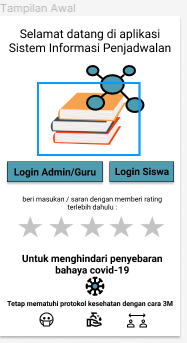 Tampilan Awal
Selamat datang di aplikasi
Sistem Informasi Penjadwalan
Login Admin/Guru
Login Siswa
beri masukan / saran dengan memberi rating
terlebih dahulu :
Untuk menghindari penyebaran
bahaya covid-19
Tetap mematuhi protokol kesehatan dengan cara 3M